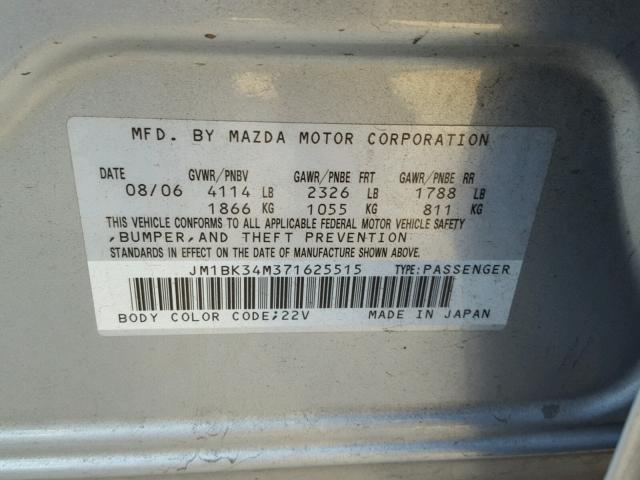 MFD. BY MAZDA MOTOR CORPORATION
DATE GVWR/PNBV GAWR/PNBE FRT GAWR/PNBE RR
08/06 4114 LB 2326 LB 1788 LB
1866 KG 1055 KG 811 KG
THIS VEHICLE CONFORMS TO ALL APPLICABLE FEDERAL MOTOR VEHICLE SAFETY
,BUMPER,AND THEFT PREVENTION
STANDARDS IN EFFECT ON THE DATE OF MANUFACTURE SHOWN ABOVE.
JM1BK34M371625515 TYPE:PASSENGER
BODY COLOR CODE;22V MADE IN JAPAN